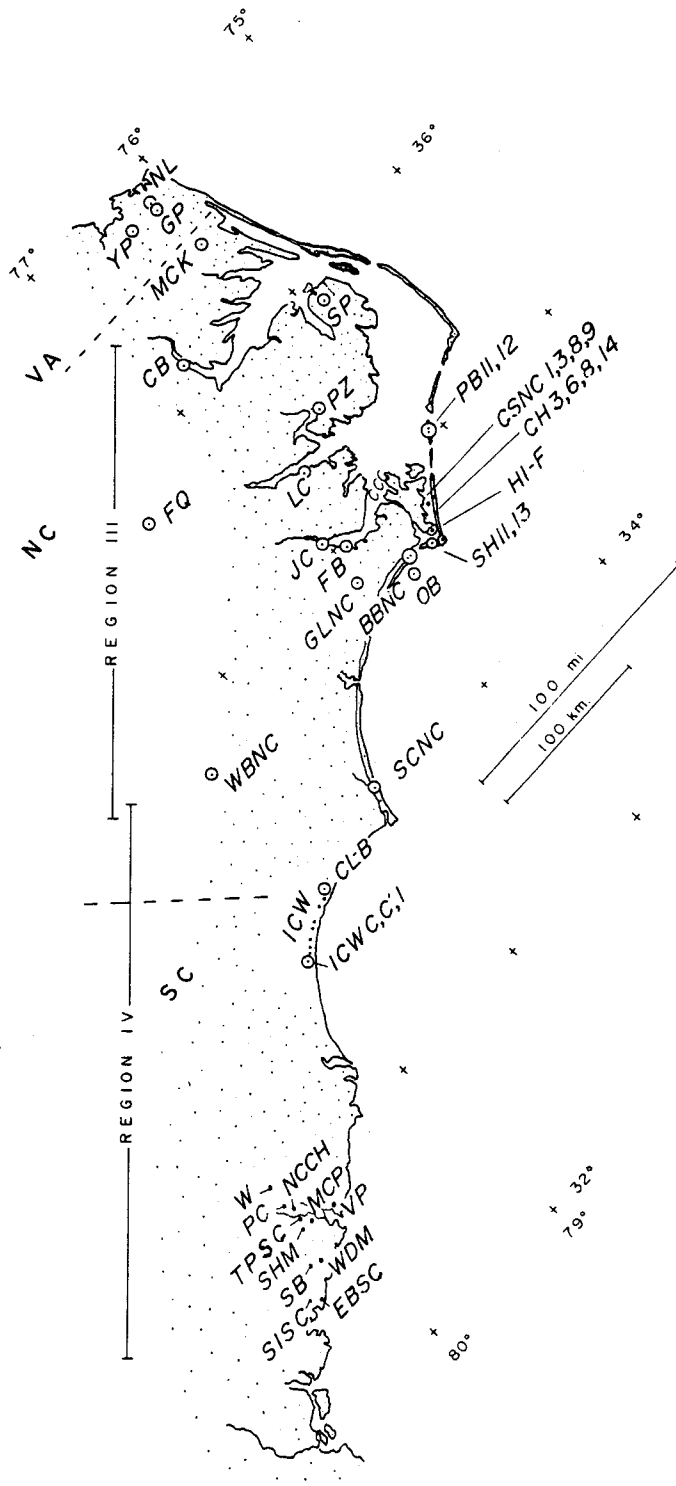 75°
36°
76°
NL
GP
YP
77°
MCK
VA
SP
CB
PZ
PB11, 12
CSNC 1,3,8,9
CH 3,6,8,14
LC
HI-F
FQ
NC
SH11, 13
34°
JC
FB
OB
GLNC
BBNC
REGION III
100 mi
100 km.
WBNC
SCNC
CL-B
ICW
ICW C,C',1
SC
REGION IV
NCCH
W
MCP
PC
VP
32°
79°
TPSC
SHM
WDM
SB
EBSC
SISC
80°